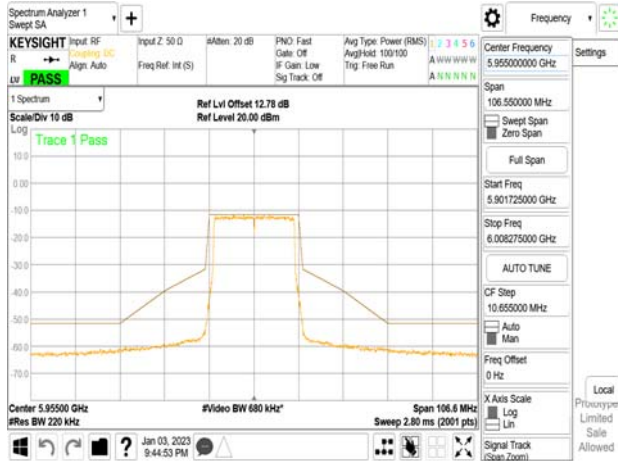 Spectrum Analyzer 1
Swept SA
+
Frequency
KEYSIGHT Input: RF
R
Coupling: DC
Align: Auto
LVI PASS
Input Z: 50 Ω
Freq Ref: Int (S)
#Atten: 20 dB
PNO: Fast
Gate: Off
IF Gain: Low
Sig Track: Off
Avg Type: Power (RMS)
Avg|Hold: 100/100
Trig: Free Run
1 2 3 4 5 6
A W W W W W
A N N N N N
1 Spectrum
Scale/Div 10 dB
Ref Lvl Offset 12.78 dB
Ref Level 20.00 dBm
Log
Trace 1 Pass
10.0
0.00
-10.0
-20.0
-30.0
-40.0
-50.0
-60.0
-70.0
Center 5.95500 GHz
#Res BW 220 kHz
#Video BW 680 kHz*
Span 106.6 MHz
Sweep 2.80 ms (2001 pts)
Jan 03, 2023
9:44:53 PM
?
Center Frequency
5.955000000 GHz
Span
106.550000 MHz
Swept Span
Zero Span
Full Span
Start Freq
5.901725000 GHz
Stop Freq
6.008275000 GHz
AUTO TUNE
CF Step
10.655000 MHz
Auto
Man
Freq Offset
0 Hz
X Axis Scale
Log
Lin
Signal Track
(Span Zoom)
Settings
Local
Prototype
Limited
Sale
Allowed